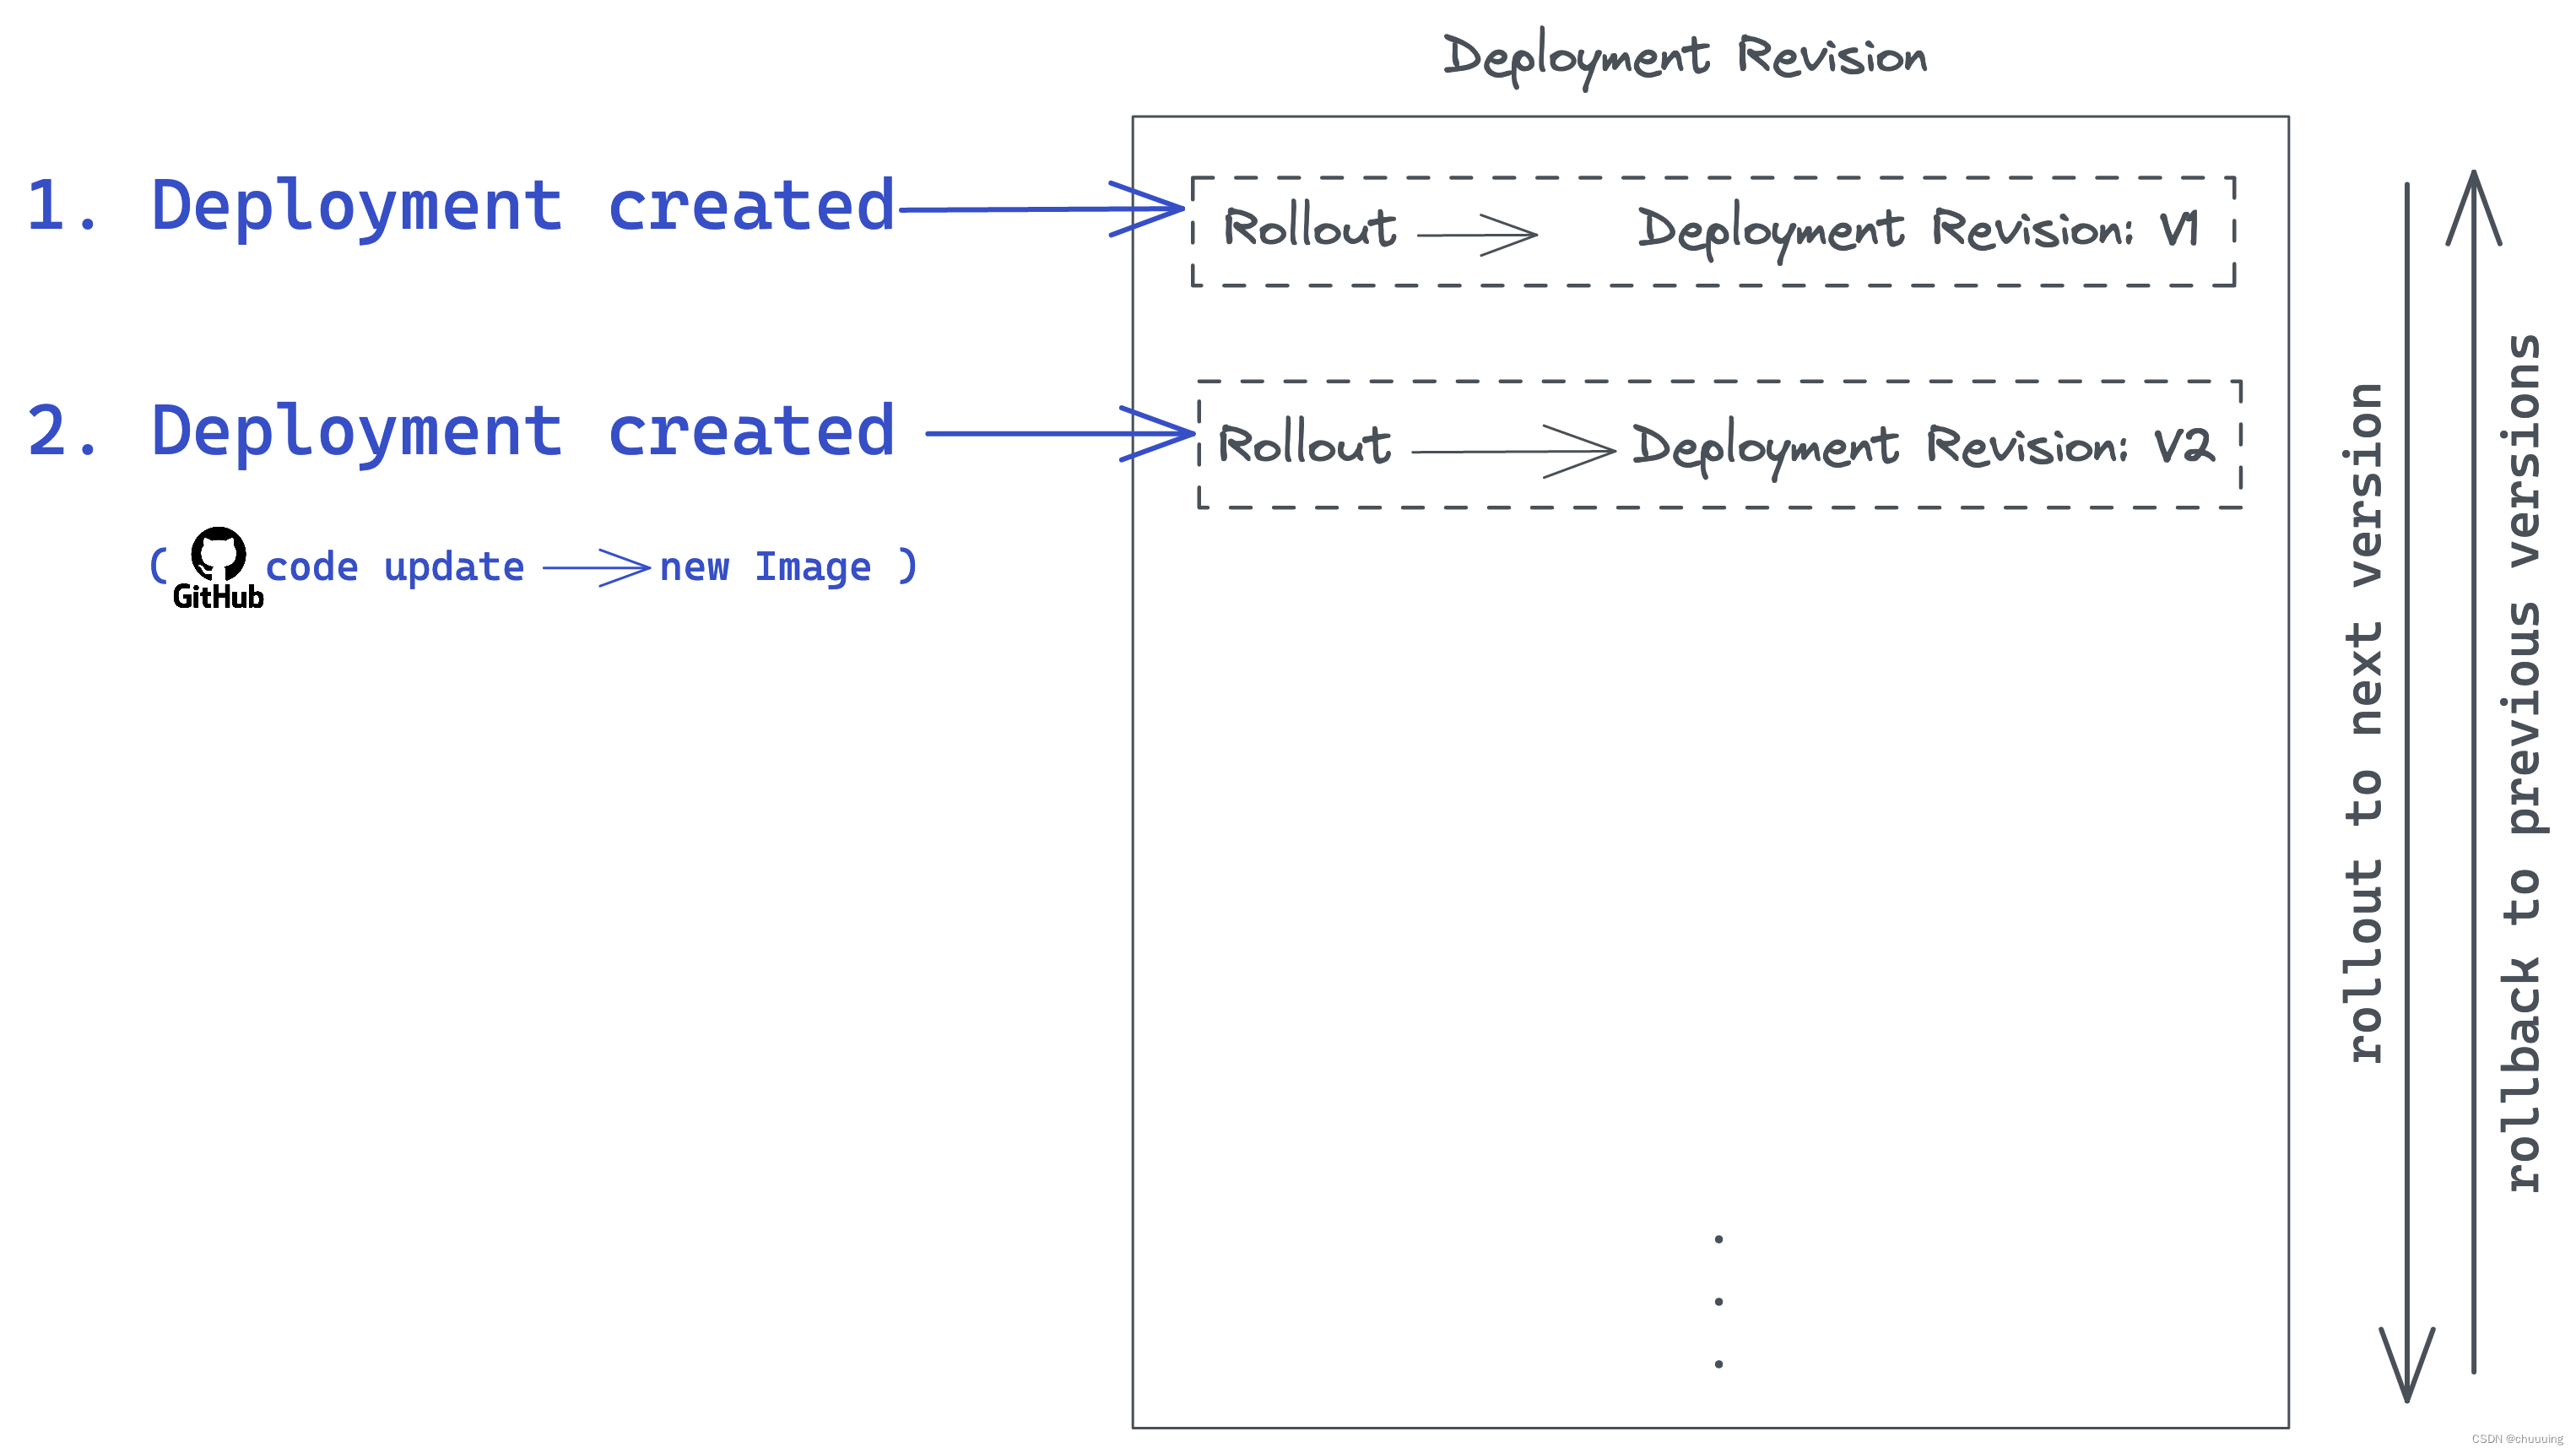 Deployment Revision
1. Deployment created
Rollout
Deployment Revision: V1
2. Deployment created
Rollout
Deployment Revision: V2
( GitHub code update new Image )
rollout to next version
rollback to previous versions
CSDN @chuuuing